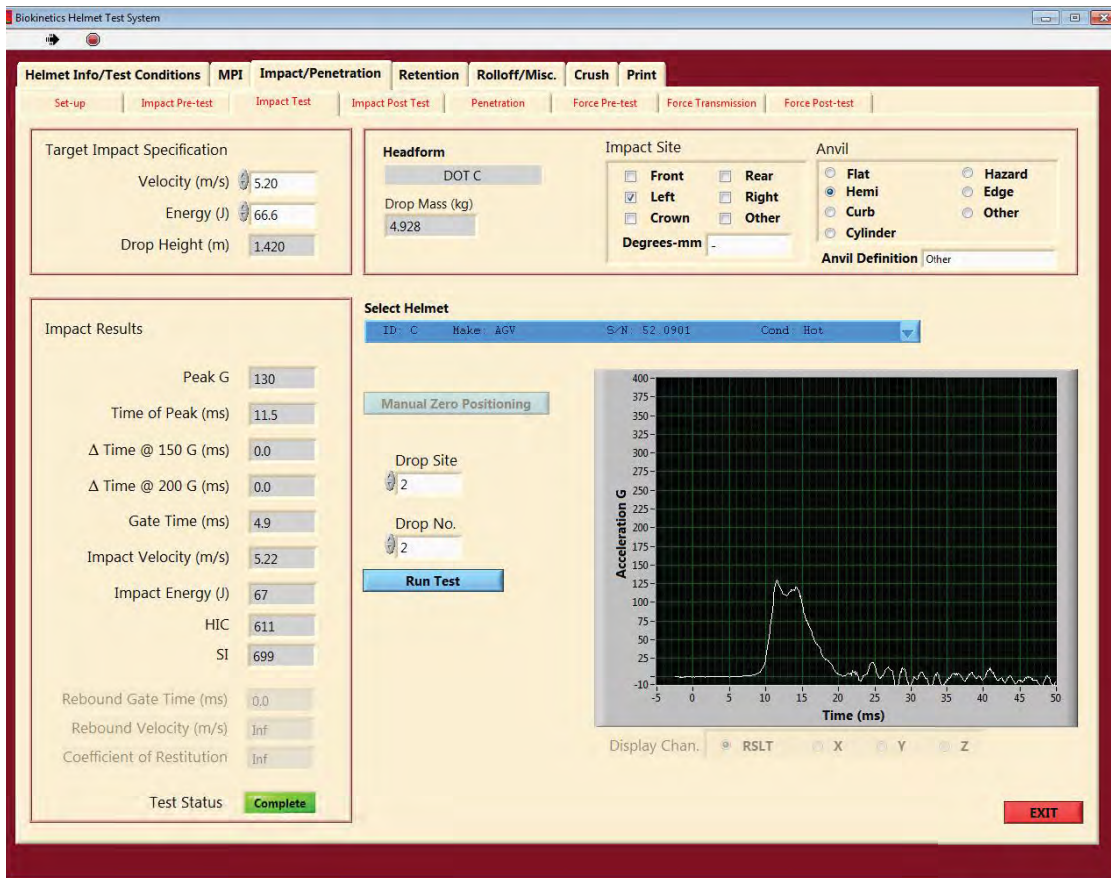 Biokinetics Helmet Test System
Helmet Info/Test Conditions MPI Impact/Penetration Retention Rolloff/Misc. Crush Print
Set-up Impact Pre-test Impact Test Impact Post Test Penetration Force Pre-test Force Transmission Force Post-test
Target Impact Specification
Velocity (m/s) 5.20
Energy (J) 66.6
Drop Height (m) 1.420
Headform
DOT C
Drop Mass (kg)
4.928
Impact Site
Front Rear
Left Right
Crown Other
Degrees-mm -
Anvil
Flat Hazard
Hemi Edge
Curb Other
Cylinder
Anvil Definition Other
Impact Results
Peak G 130
Time of Peak (ms) 11.5
Δ Time @ 150 G (ms) 0.0
Δ Time @ 200 G (ms) 0.0
Gate Time (ms) 4.9
Impact Velocity (m/s) 5.22
Impact Energy (J) 67
HIC 611
SI 699
Rebound Gate Time (ms) 0.0
Rebound Velocity (m/s) Inf
Coefficient of Restitution Inf
Test Status Complete
Select Helmet
ID: C Make: AGV S/N: 52 0901 Cond: Hot
Manual Zero Positioning
Drop Site
2
Drop No.
2
Run Test
Acceleration G
400
375
350
325
300
275
250
225
200
175
150
125
100
75
50
25
-10
-5 0 5 10 15 20 25 30 35 40 45 50
Time (ms)
Display Chan. RSLT X Y Z
EXIT